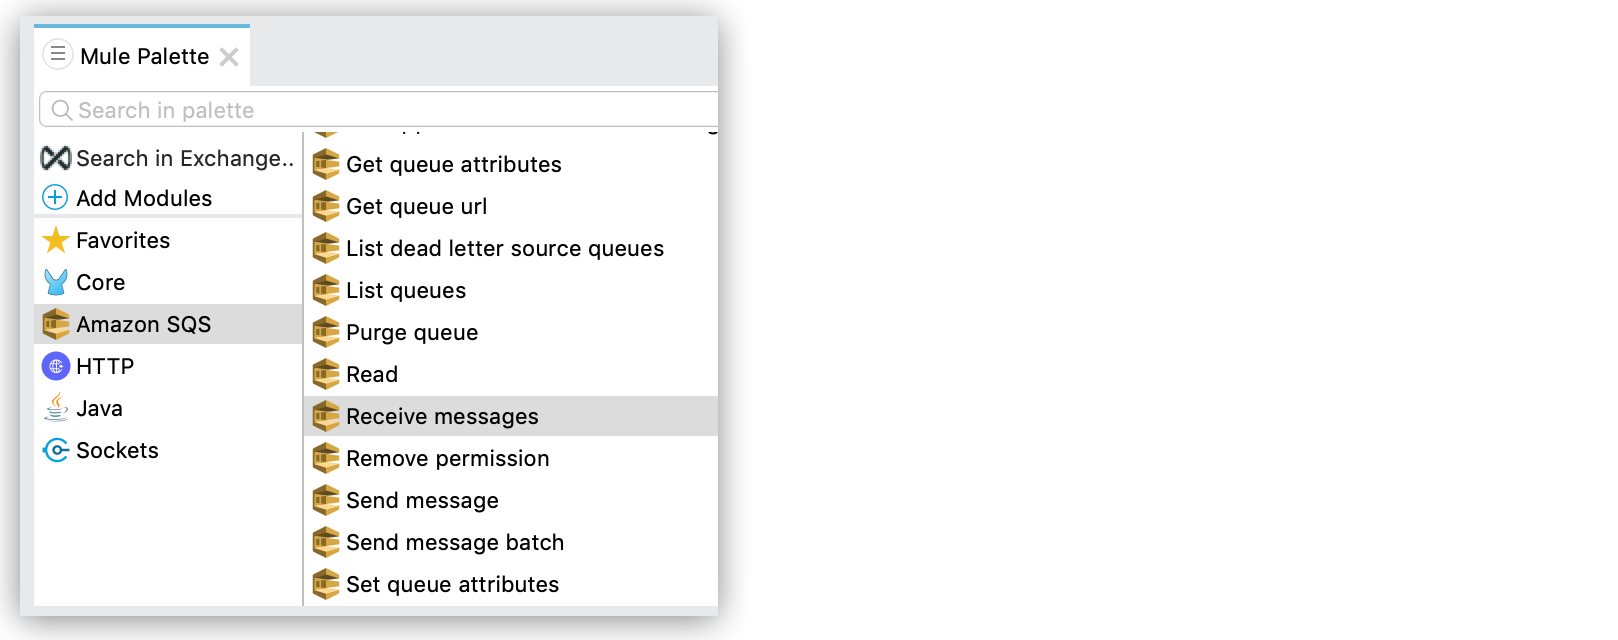 Mule Palette
Search in palette
Search in Exchange..
Add Modules
Favorites
Core
Amazon SQS
HTTP
Java
Sockets
Get queue attributes
Get queue url
List dead letter source queues
List queues
Purge queue
Read
Receive messages
Remove permission
Send message
Send message batch
Set queue attributes